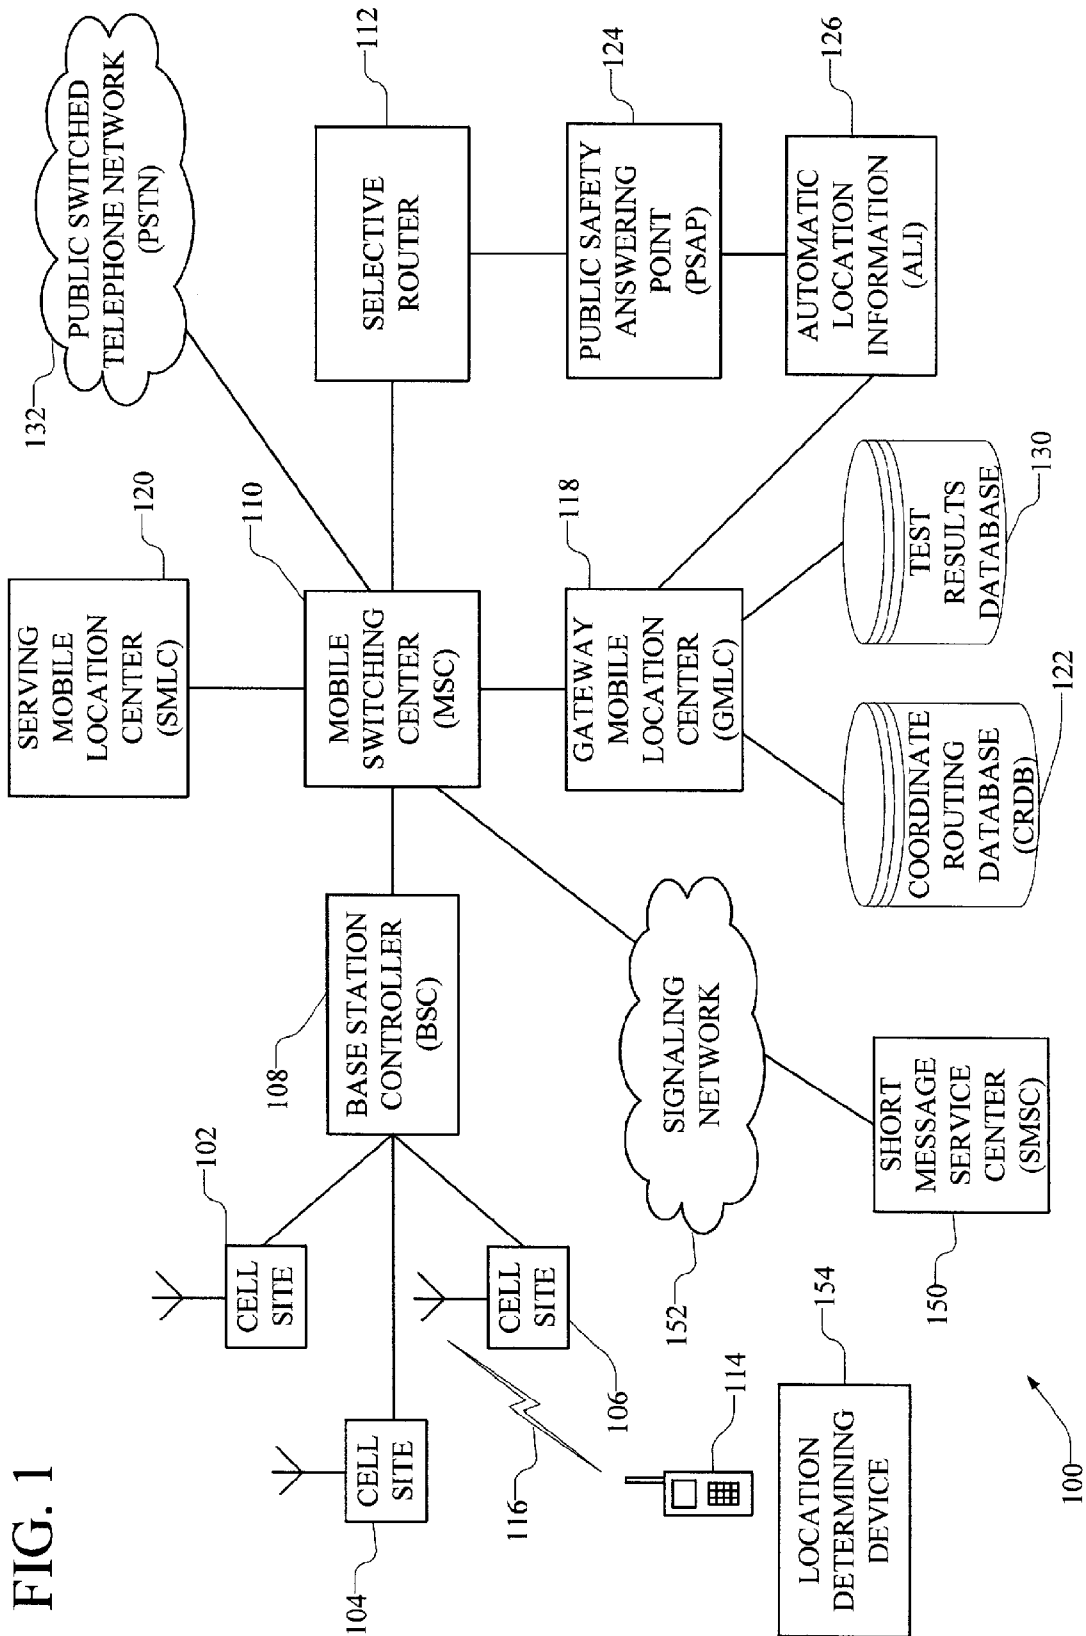 FIG. 1
104
CELL
SITE
102
CELL
SITE
CELL
SITE
106
116
114
LOCATION
DETERMINING
DEVICE
154
100
108
BASE STATION
CONTROLLER
(BSC)
152
SIGNALING
NETWORK
150
SHORT
MESSAGE
SERVICE
CENTER
(SMSC)
SERVING
MOBILE
LOCATION
CENTER
(SMLC)
120
MOBILE
SWITCHING
CENTER
(MSC)
110
GATEWAY
MOBILE
LOCATION
CENTER
(GMLC)
118
COORDINATE
ROUTING
DATABASE
(CRDB)
122
TEST
RESULTS
DATABASE
130
132
PUBLIC SWITCHED
TELEPHONE NETWORK
(PSTN)
SELECTIVE
ROUTER
112
PUBLIC SAFETY
ANSWERING
POINT
(PSAP)
124
AUTOMATIC
LOCATION
INFORMATION
(ALI)
126